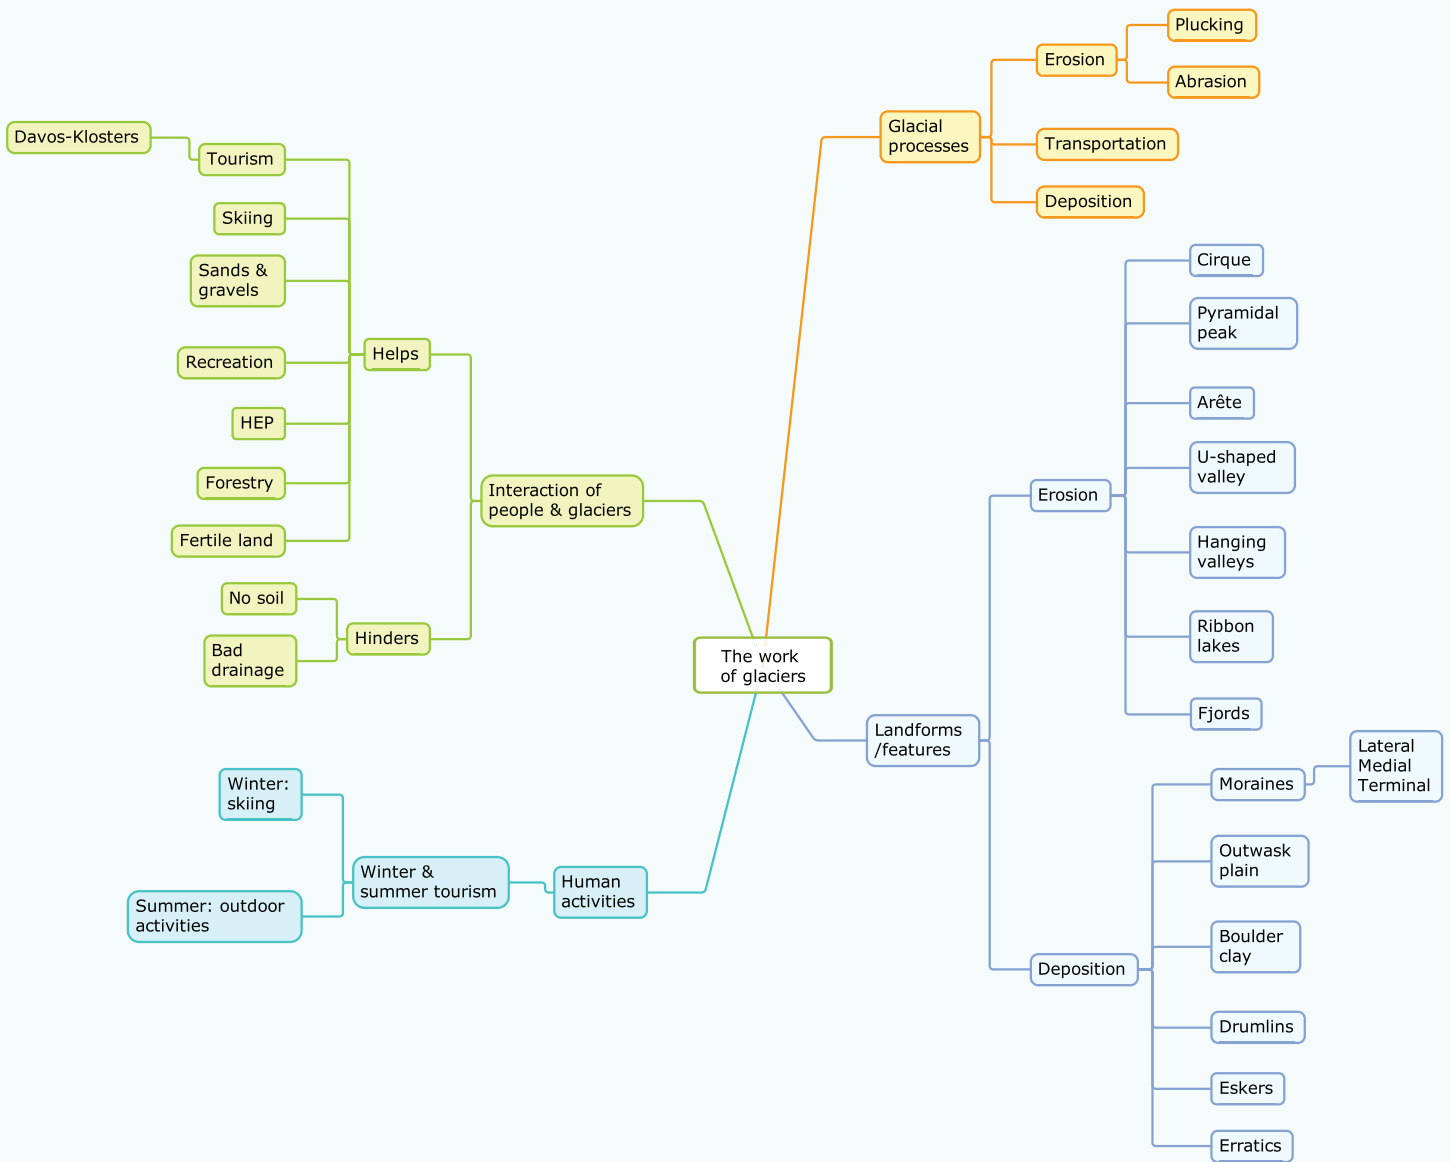 The work
of glaciers
Glacial
processes
Erosion
Plucking
Abrasion
Transportation
Deposition
Landforms
/features
Erosion
Cirque
Pyramidal
peak
Arête
U-shaped
valley
Hanging
valleys
Ribbon
lakes
Fjords
Deposition
Moraines
Lateral
Medial
Terminal
Outwask
plain
Boulder
clay
Drumlins
Eskers
Erratics
Human
activities
Winter &
summer tourism
Winter:
skiing
Summer: outdoor
activities
Interaction of
people & glaciers
Helps
Tourism
Davos-Klosters
Skiing
Sands &
gravels
Recreation
HEP
Forestry
Fertile land
Hinders
No soil
Bad
drainage